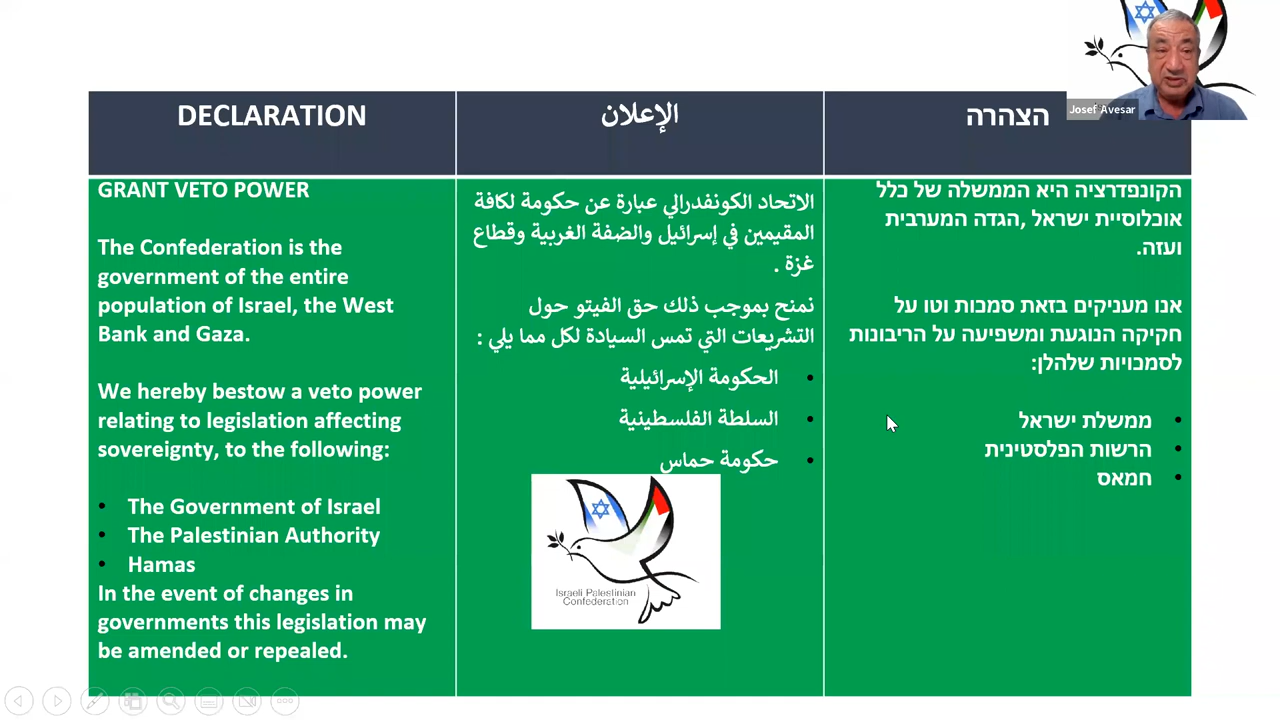 Josef Avesar
DECLARATION
GRANT VETO POWER
The Confederation is the
government of the entire
population of Israel, the West
Bank and Gaza.
We hereby bestow a veto power
relating to legislation affecting
sovereignty, to the following:
• The Government of Israel
• The Palestinian Authority
• Hamas
In the event of changes in
governments this legislation may
be amended or repealed.
الإعلان
الاتحاد الكونفدرالي عبارة عن حكومة لكافة
المقيمين في إسرائيل والضفة الغربية وقطاع
غزة .
نمنح بموجب ذلك حق الفيتو حول
التشريعات التي تمس السيادة لكل مما يلي :
• الحكومة الإسرائيلية
• السلطة الفلسطينية
• حكومة حماس
Israeli Palestinian
Confederation
הצהרה
הקונפדרציה היא הממשלה של כלל
אוכלוסיית ישראל ,הגדה המערבית
ועזה.
אנו מעניקים בזאת סמכות וטו על
חקיקה הנוגעת ומשפיעה על הריבונות
לסמכויות שלהלן:
• ממשלת ישראל
• הרשות הפלסטינית
• חמאס